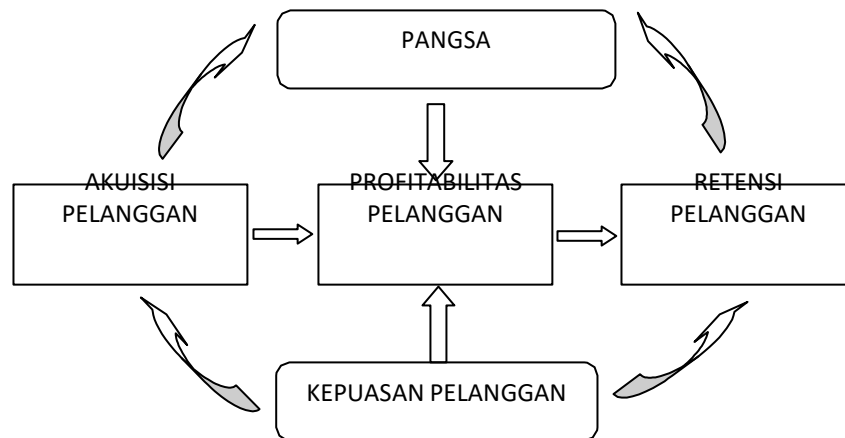 PANGSA
AKUISISI
PELANGGAN
PROFITABILITAS
PELANGGAN
RETENSI
PELANGGAN
KEPUASAN PELANGGAN